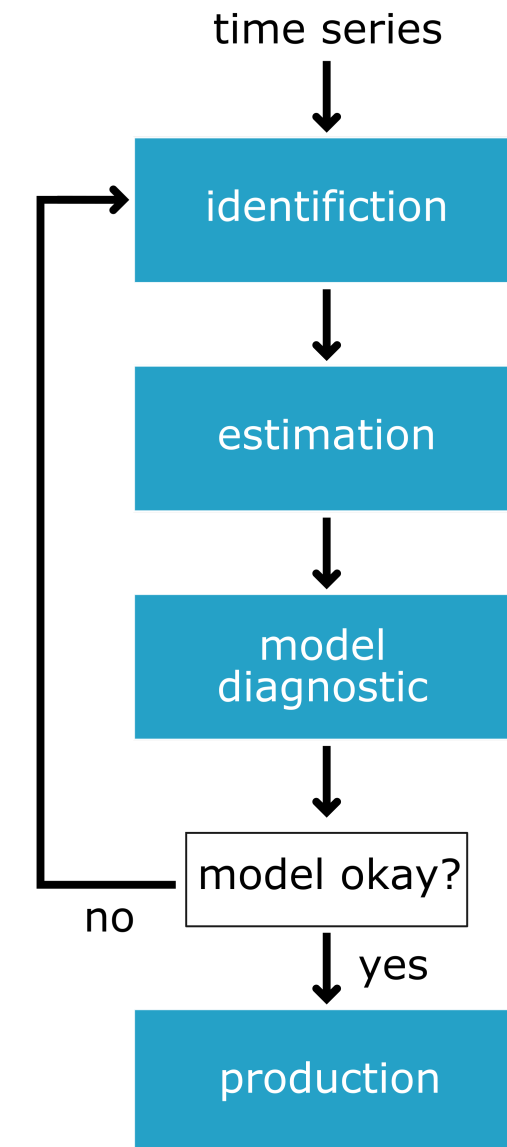 time series
identifiction
estimation
model
diagnostic
model okay?
no
yes
production